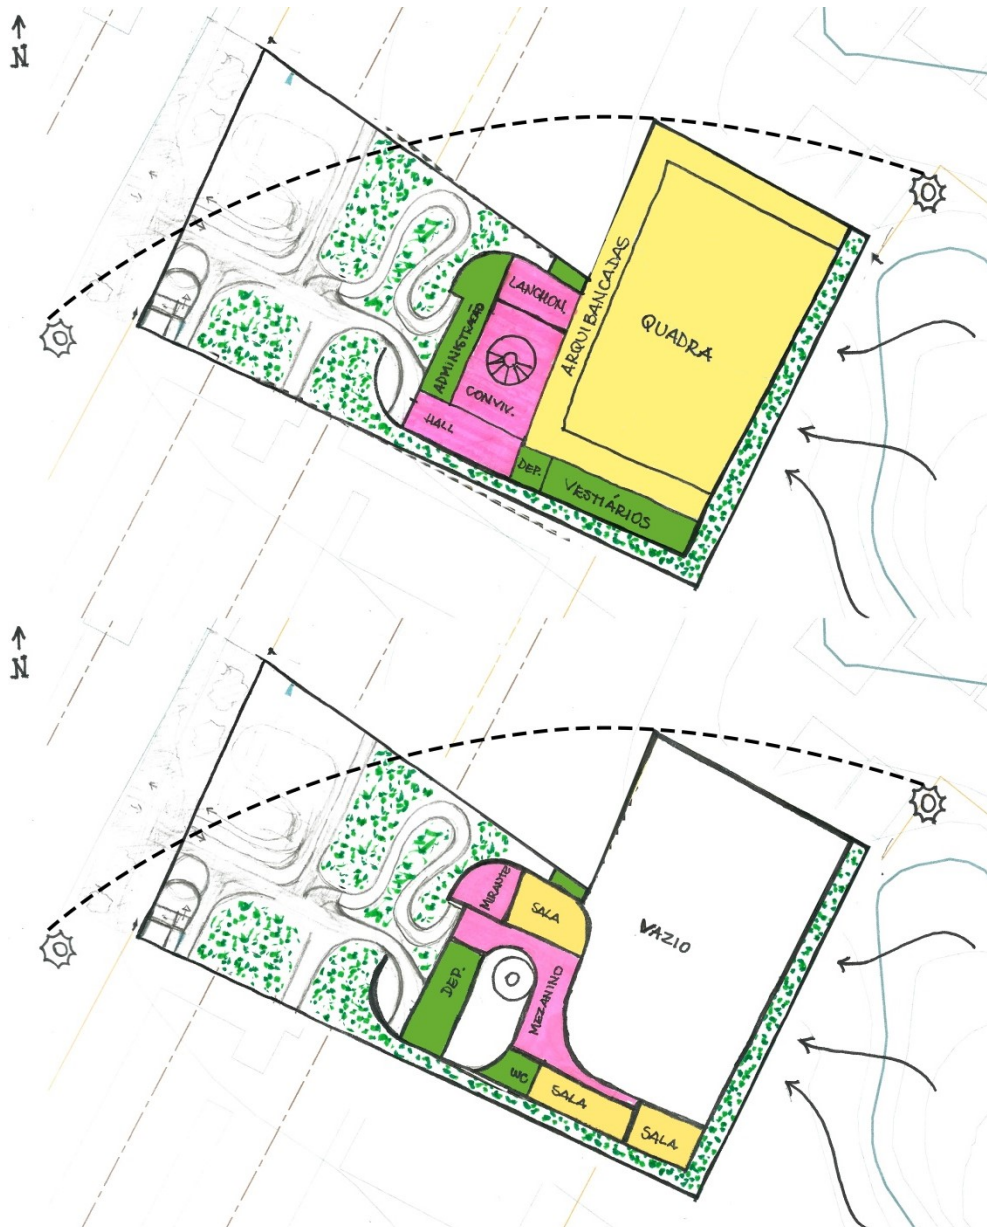 N
LANCHON.
ARQUIBANCADAS
QUADRA
ADMINISTRAÇÃO
CONVIV.
HALL
DEP.
VESTIÁRIOS
N
MIRANTE
SALA
VAZIO
DEP.
MEZANINO
WC
SALA
SALA